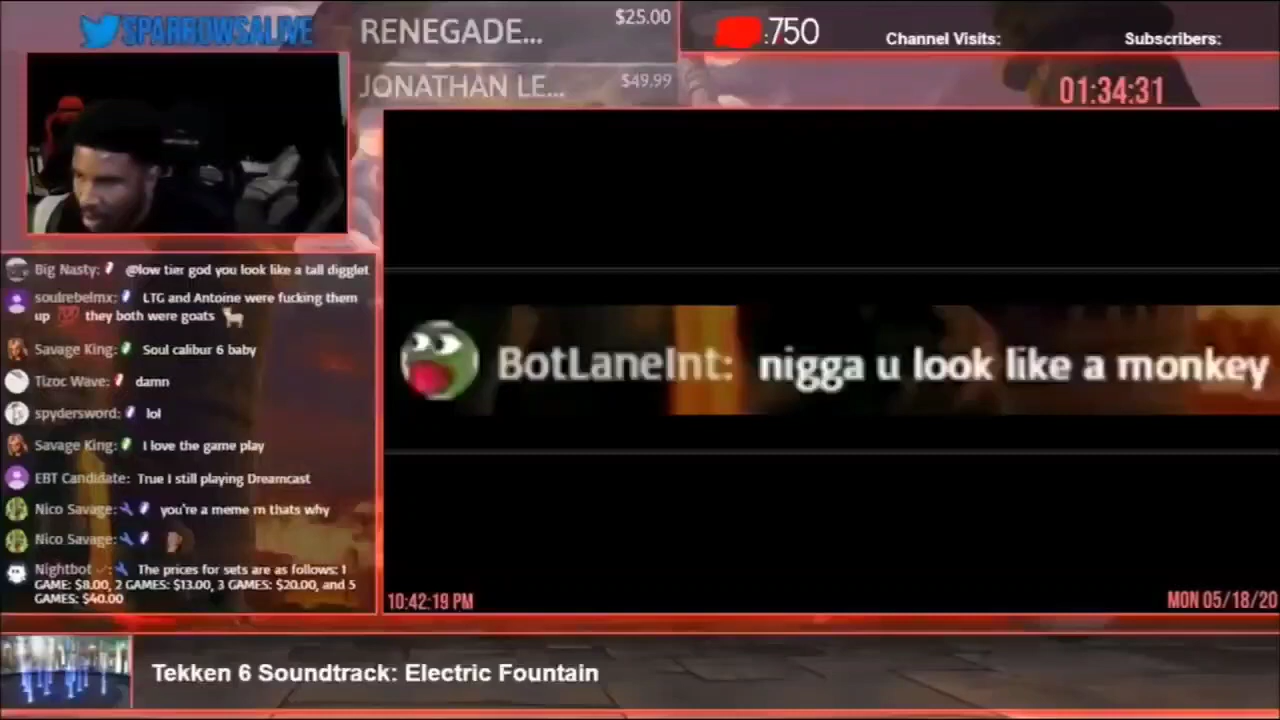 SPARROWSALIVE
RENEGADE... $25.00
JONATHAN LE... $49.99
:750
Channel Visits:
Subscribers:
01:34:31
Big Nasty: @low tier god you look like a tall digglet
soulrebelmx: LTG and Antoine were fucking them
up 💯 they both were goats 🐐
Savage King: Soul calibur 6 baby
Tizoc Wave: damn
spydersword: lol
Savage King: I love the game play
EBT Candidate: True I still playing Dreamcast
Nico Savage: you're a meme rn thats why
Nico Savage:
Nightbot ✓: The prices for sets are as follows: 1
GAME: $8.00, 2 GAMES: $13.00, 3 GAMES: $20.00, and 5
GAMES: $40.00
BotLaneInt: nigga u look like a monkey
10:42:19 PM
MON 05/18/20
Tekken 6 Soundtrack: Electric Fountain